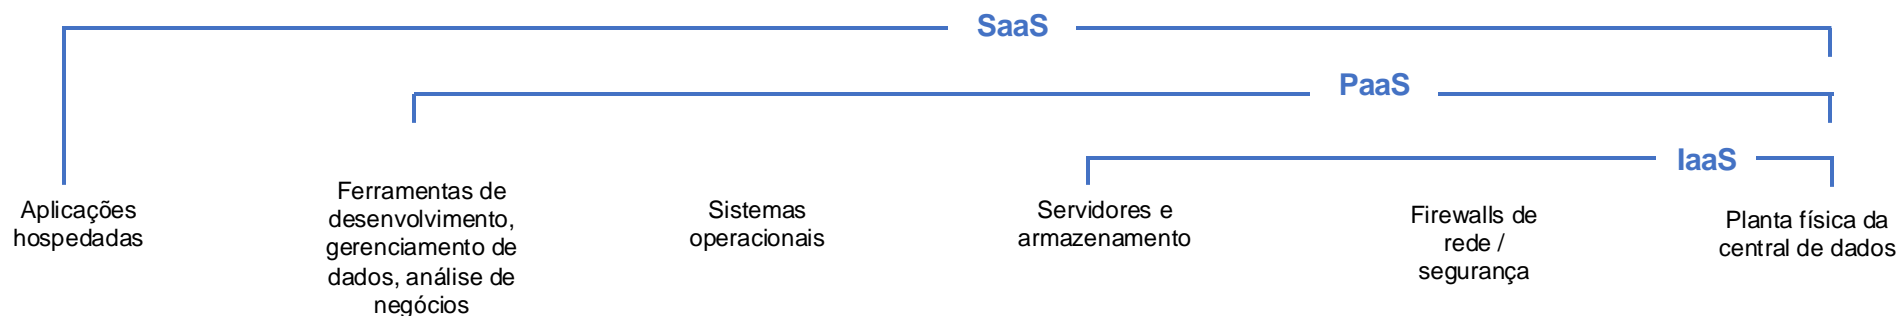 SaaS
PaaS
IaaS
Aplicações
hospedadas
Ferramentas de
desenvolvimento,
gerenciamento de
dados, análise de
negócios
Sistemas
operacionais
Servidores e
armazenamento
Firewalls de
rede /
segurança
Planta física da
central de dados